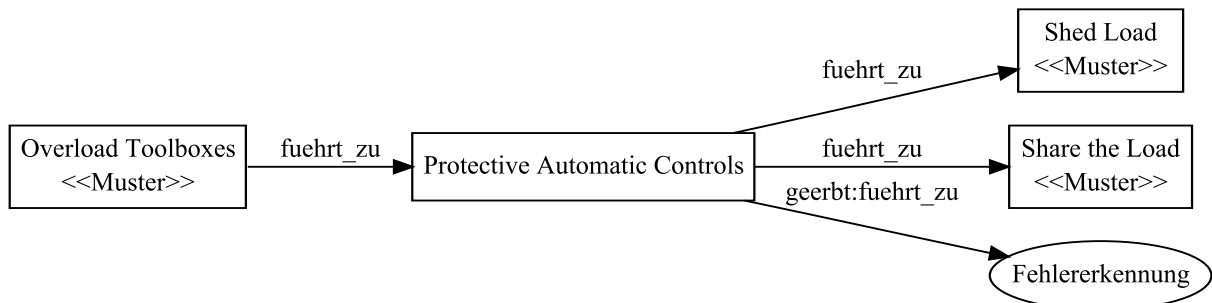 Shed Load
<<Muster>>
fuehrt_zu
Overload Toolboxes
<<Muster>>
fuehrt_zu
Protective Automatic Controls
fuehrt_zu
Share the Load
<<Muster>>
geerbt:fuehrt_zu
Fehlererkennung